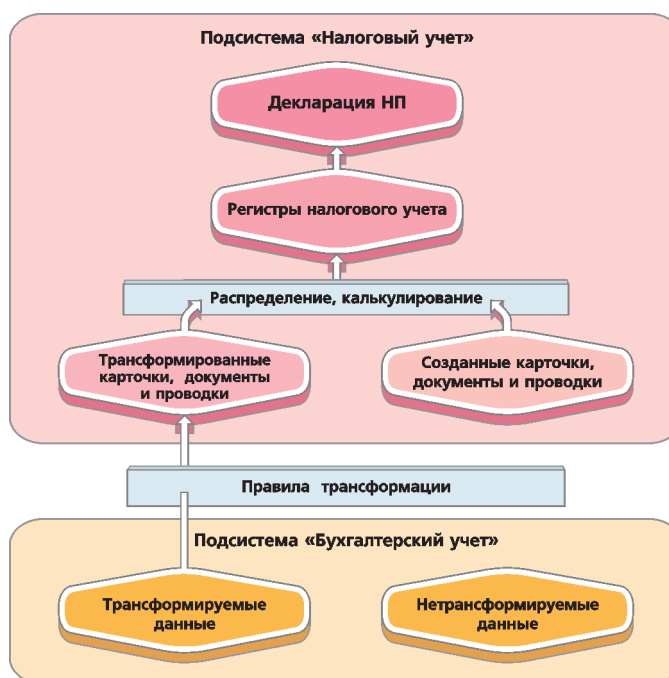 Подсистема «Налоговый учет»
Декларация НП
Регистры налогового учета
Распределение, калькулирование
Трансформированные
карточки, документы
и проводки
Созданные карточки,
документы и проводки
Правила трансформации
Подсистема «Бухгалтерский учет»
Трансформируемые
данные
Нетрансформируемые
данные